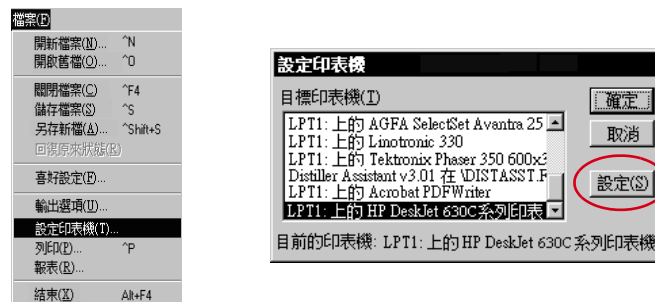 檔案(F)
開新檔案(N)... ^N
開啟舊檔(O)... ^O
關閉檔案(C) ^F4
儲存檔案(S) ^S
另存新檔(A)... ^Shift+S
回復原來狀態(R)
喜好設定(F)...
輸出選項(U)...
設定印表機(T)...
列印(P)... ^P
報表(R)...
結束(X) Alt+F4
設定印表機
目標印表機(T)
LPT1: 上的 AGFA SelectSet Avantra 25
LPT1: 上的 Linotronic 330
LPT1: 上的 Tektronix Phaser 350 600x3
Distiller Assistant v3.01 在 \DISTASST.F
LPT1: 上的 Acrobat PDFWriter
LPT1: 上的 HP DeskJet 630C系列印表
確定
取消
設定(S)
目前的印表機: LPT1: 上的 HP DeskJet 630C 系列印表機